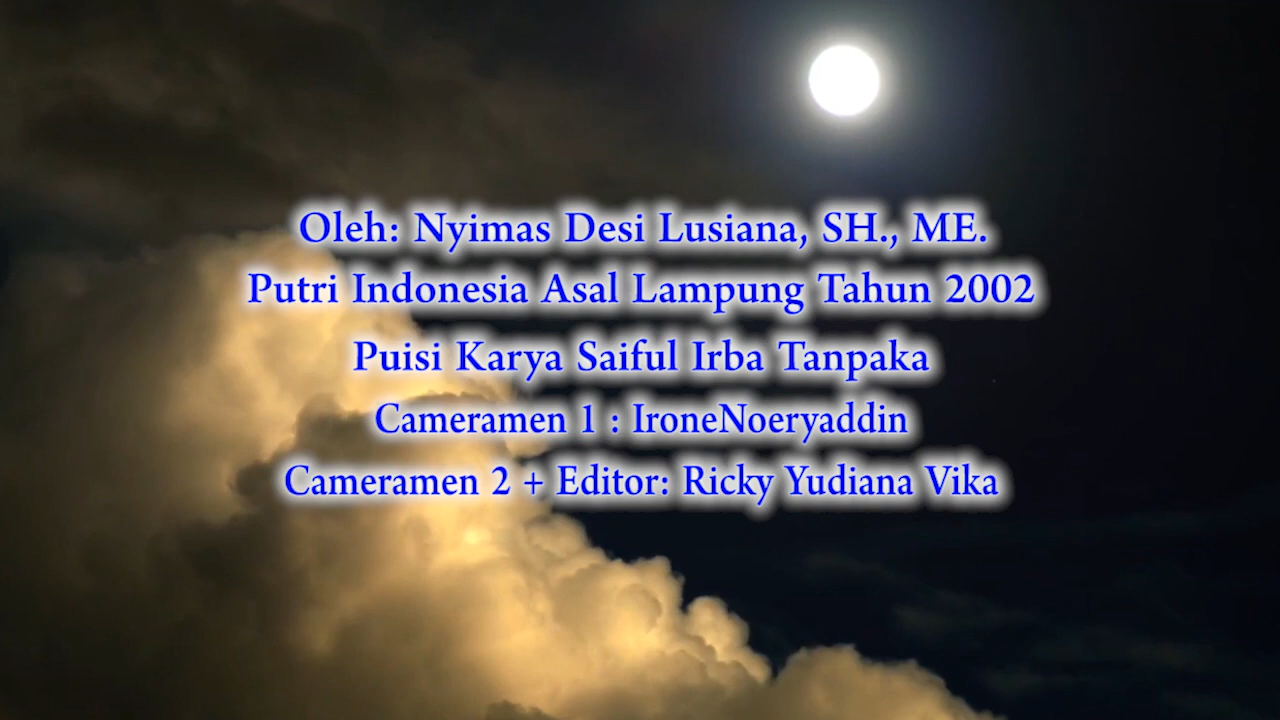 Oleh: Nyimas Desi Lusiana, SH., ME.
Putri Indonesia Asal Lampung Tahun 2002
Puisi Karya Saiful Irba Tanpaka
Cameramen 1 : IroneNoeryaddin
Cameramen 2 + Editor: Ricky Yudiana Vika